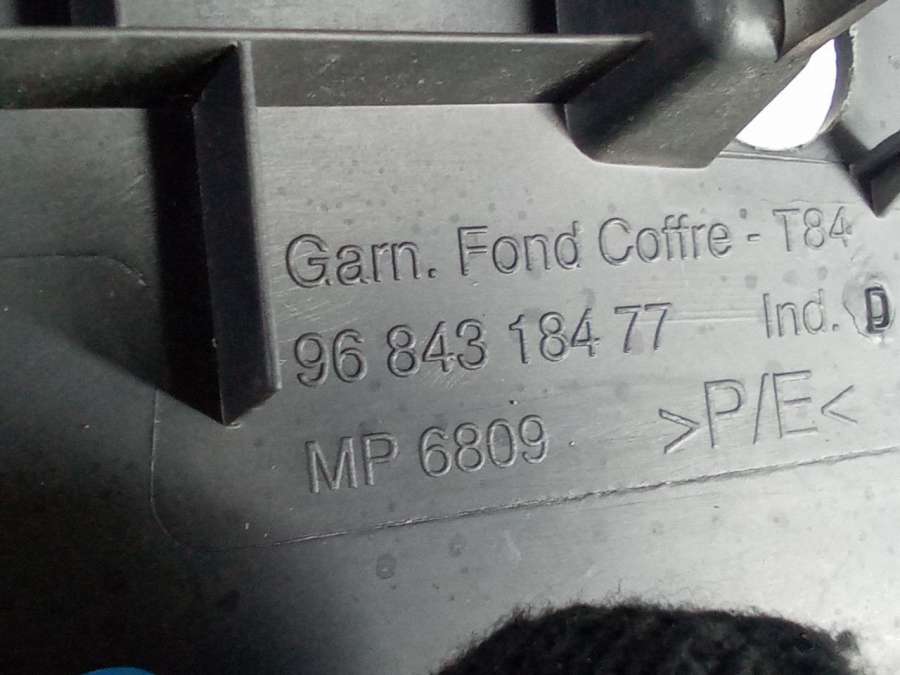 Garn. Fond Coffre - T84
96 843 184 77 Ind. D
MP 6809 >P/E<